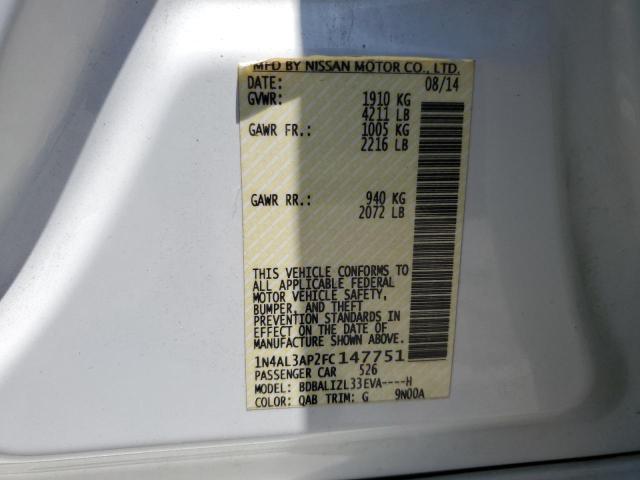 MFD BY NISSAN MOTOR CO., LTD.
DATE: 08/14
GVWR: 1910 KG
4211 LB
GAWR FR.: 1005 KG
2216 LB
GAWR RR.: 940 KG
2072 LB
THIS VEHICLE CONFORMS TO
ALL APPLICABLE FEDERAL
MOTOR VEHICLE SAFETY,
BUMPER, AND THEFT
PREVENTION STANDARDS IN
EFFECT ON THE DATE OF
MANUFACTURE SHOWN ABOVE.
1N4AL3AP2FC147751
PASSENGER CAR 526
MODEL: BDBALIZL33EVA----H
COLOR: QAB TRIM: G 9N00A